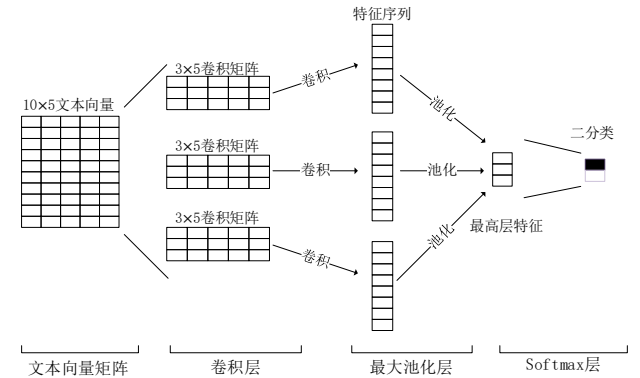 特征序列
3×5卷积矩阵
卷积
10×5文本向量
池化
二分类
3×5卷积矩阵
卷积
池化
3×5卷积矩阵
最高层特征
池化
卷积
文本向量矩阵
卷积层
最大池化层
Softmax层